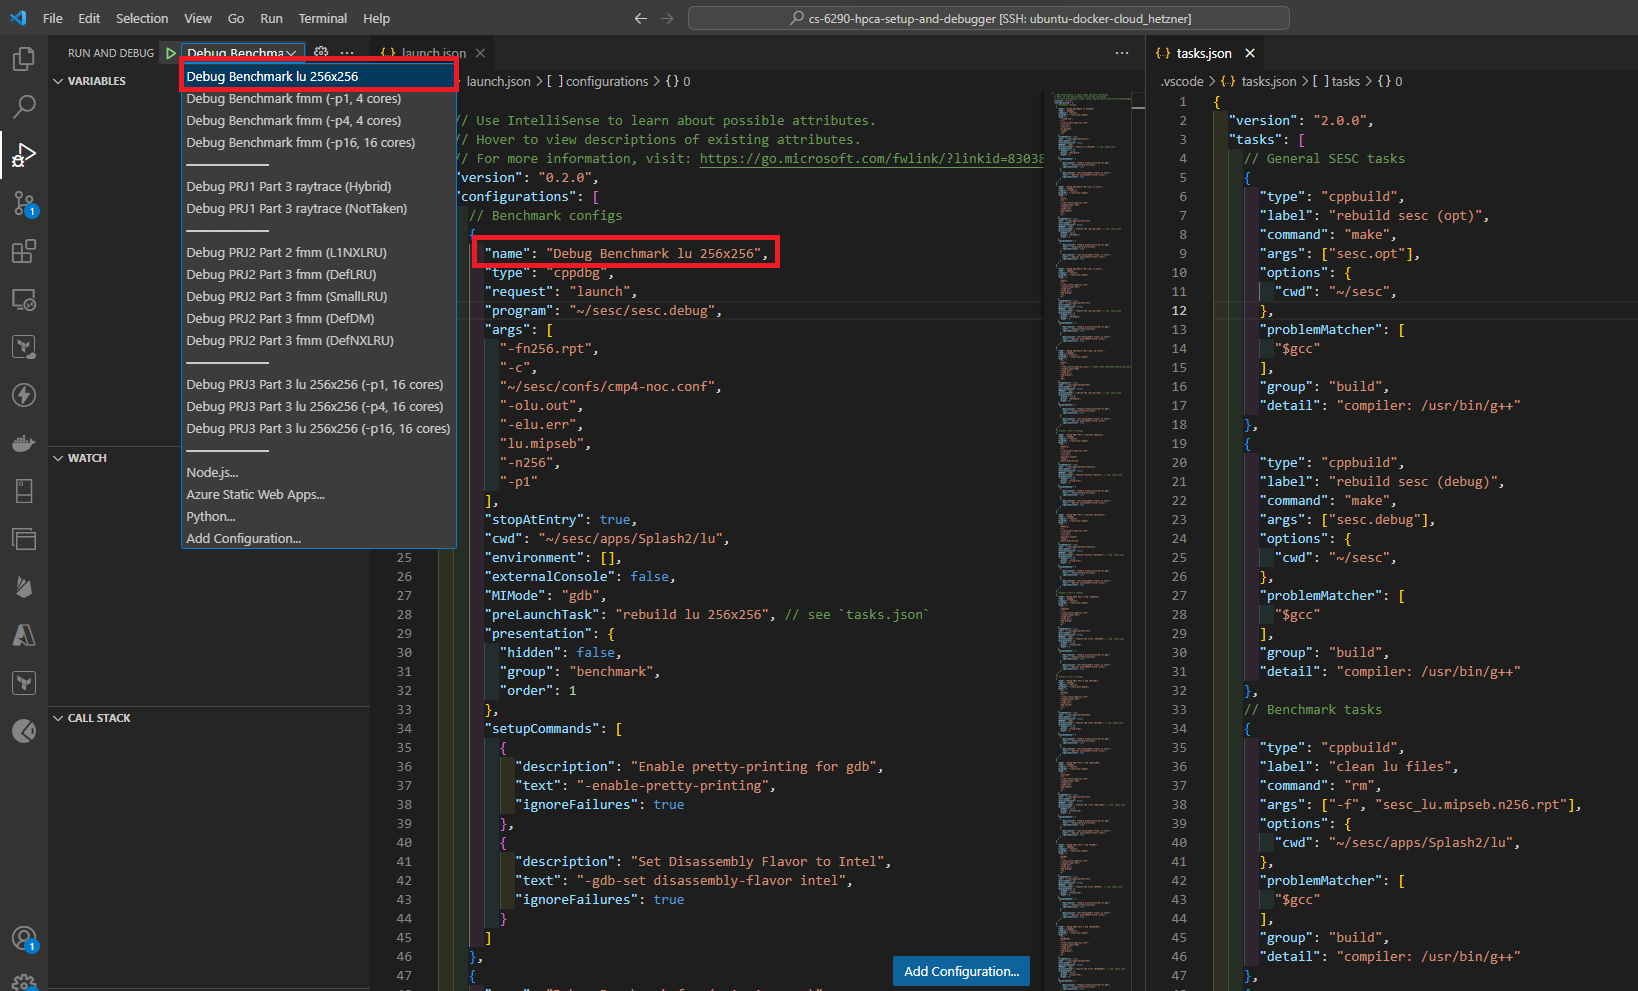 File Edit Selection View Go Run Terminal Help
cs-6290-hpca-setup-and-debugger [SSH: ubuntu-docker-cloud_hetzner]
RUN AND DEBUG
Debug Benchma
VARIABLES
Debug Benchmark lu 256x256
Debug Benchmark fmm (-p1, 4 cores)
Debug Benchmark fmm (-p4, 4 cores)
Debug Benchmark fmm (-p16, 16 cores)
Debug PRJ1 Part 3 raytrace (Hybrid)
Debug PRJ1 Part 3 raytrace (NotTaken)
Debug PRJ2 Part 2 fmm (L1NXLRU)
Debug PRJ2 Part 3 fmm (DefLRU)
Debug PRJ2 Part 3 fmm (SmallLRU)
Debug PRJ2 Part 3 fmm (DefDM)
Debug PRJ2 Part 3 fmm (DefNXLRU)
Debug PRJ3 Part 3 lu 256x256 (-p1, 16 cores)
Debug PRJ3 Part 3 lu 256x256 (-p4, 16 cores)
Debug PRJ3 Part 3 lu 256x256 (-p16, 16 cores)
Node.js...
Azure Static Web Apps...
Python...
Add Configuration...
WATCH
CALL STACK
1
1
{} launch.json
launch.json > [ ] configurations > {} 0
// Use IntelliSense to learn about possible attributes.
// Hover to view descriptions of existing attributes.
// For more information, visit: https://go.microsoft.com/fwlink/?linkid=83038
version": "0.2.0",
configurations": [
// Benchmark configs
{
"name": "Debug Benchmark lu 256x256",
"type": "cppdbg",
"request": "launch",
"program": "~/sesc/sesc.debug",
"args": [
"-fn256.rpt",
"-c",
"~/sesc/confs/cmp4-noc.conf",
"-olu.out",
"-elu.err",
"lu.mipseb",
"-n256",
"-p1"
],
"stopAtEntry": true,
"cwd": "~/sesc/apps/Splash2/lu",
25 "environment": [],
26 "externalConsole": false,
27 "MIMode": "gdb",
28 "preLaunchTask": "rebuild lu 256x256", // see `tasks.json`
29 "presentation": {
30 "hidden": false,
31 "group": "benchmark",
32 "order": 1
33 },
34 "setupCommands": [
35 {
36 "description": "Enable pretty-printing for gdb",
37 "text": "-enable-pretty-printing",
38 "ignoreFailures": true
39 },
40 {
41 "description": "Set Disassembly Flavor to Intel",
42 "text": "-gdb-set disassembly-flavor intel",
43 "ignoreFailures": true
44 }
45 ]
46 },
47 {
Add Configuration...
{} tasks.json
.vscode > {} tasks.json > [ ] tasks > {} 0
1 {
2 "version": "2.0.0",
3 "tasks": [
4 // General SESC tasks
5 {
6 "type": "cppbuild",
7 "label": "rebuild sesc (opt)",
8 "command": "make",
9 "args": ["sesc.opt"],
10 "options": {
11 "cwd": "~/sesc",
12 },
13 "problemMatcher": [
14 "$gcc"
15 ],
16 "group": "build",
17 "detail": "compiler: /usr/bin/g++"
18 },
19 {
20 "type": "cppbuild",
21 "label": "rebuild sesc (debug)",
22 "command": "make",
23 "args": ["sesc.debug"],
24 "options": {
25 "cwd": "~/sesc",
26 },
27 "problemMatcher": [
28 "$gcc"
29 ],
30 "group": "build",
31 "detail": "compiler: /usr/bin/g++"
32 },
33 // Benchmark tasks
34 {
35 "type": "cppbuild",
36 "label": "clean lu files",
37 "command": "rm",
38 "args": ["-f", "sesc_lu.mipseb.n256.rpt"],
39 "options": {
40 "cwd": "~/sesc/apps/Splash2/lu",
41 },
42 "problemMatcher": [
43 "$gcc"
44 ],
45 "group": "build",
46 "detail": "compiler: /usr/bin/g++"
47 },